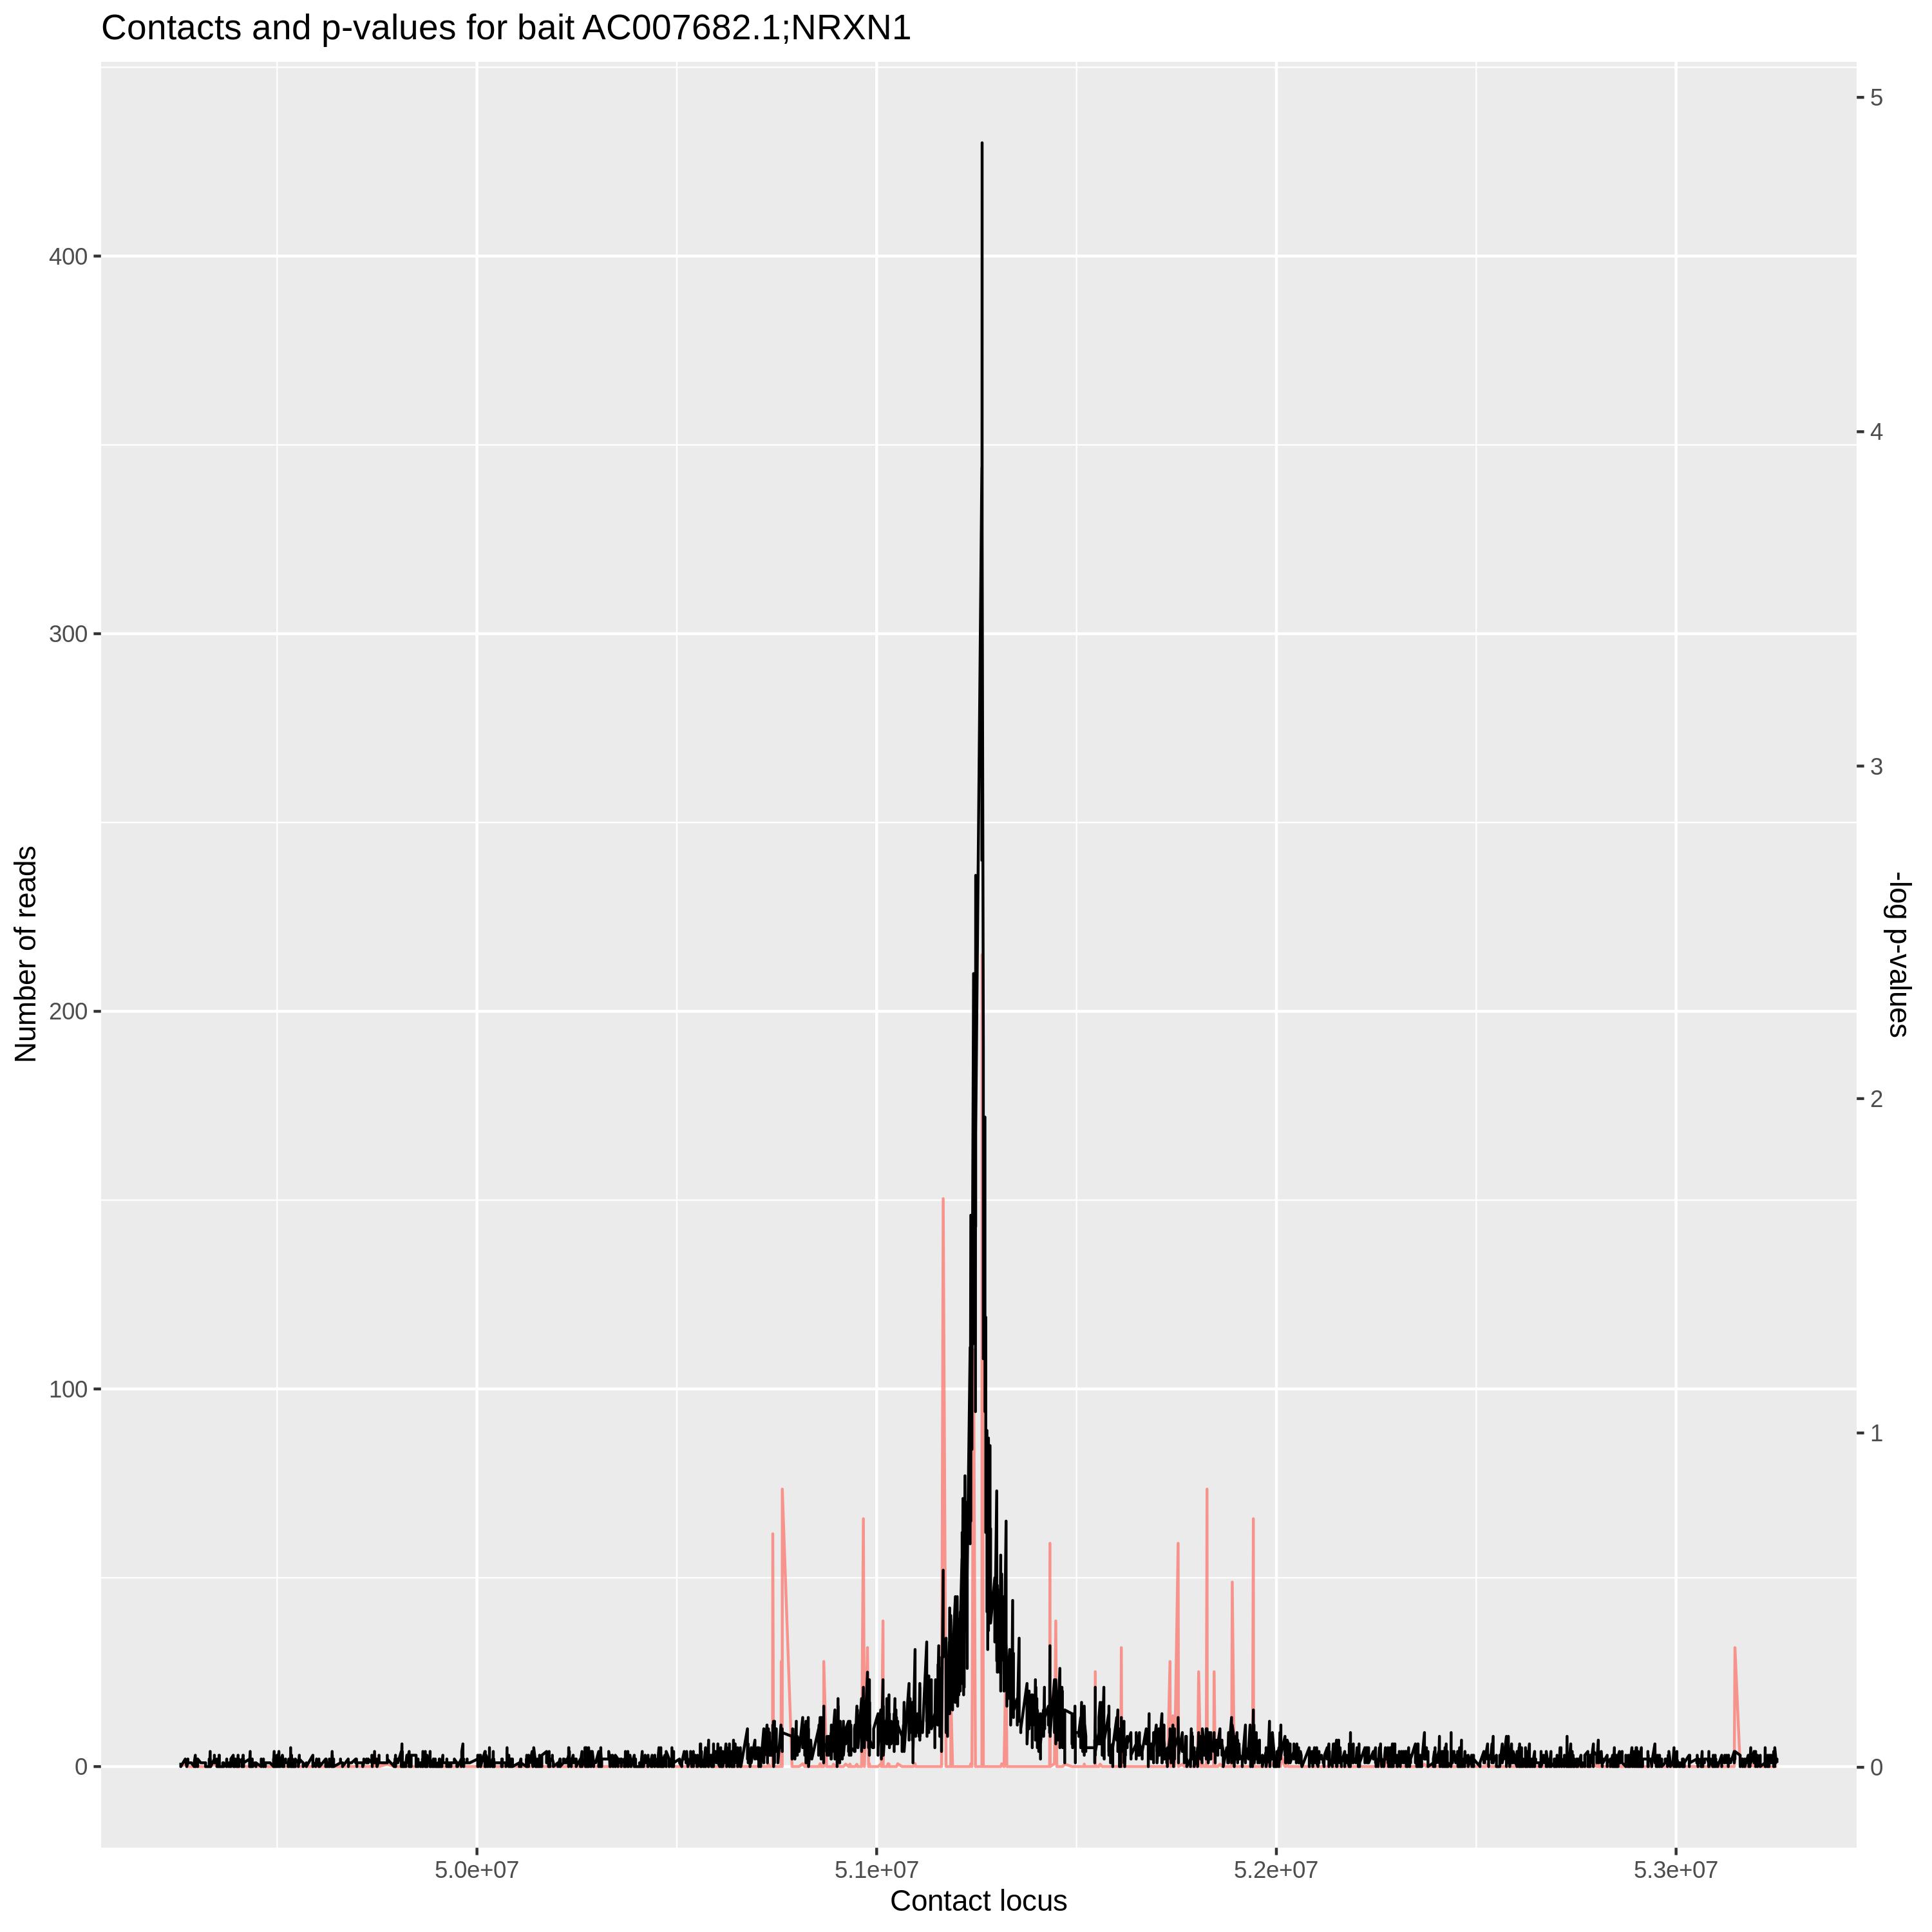 Contacts and p-values for bait AC007682.1;NRXN1
Number of reads
400
300
200
100
0
5
4
3
2
1
0
-log p-values
5.0e+07
5.1e+07
5.2e+07
5.3e+07
Contact locus